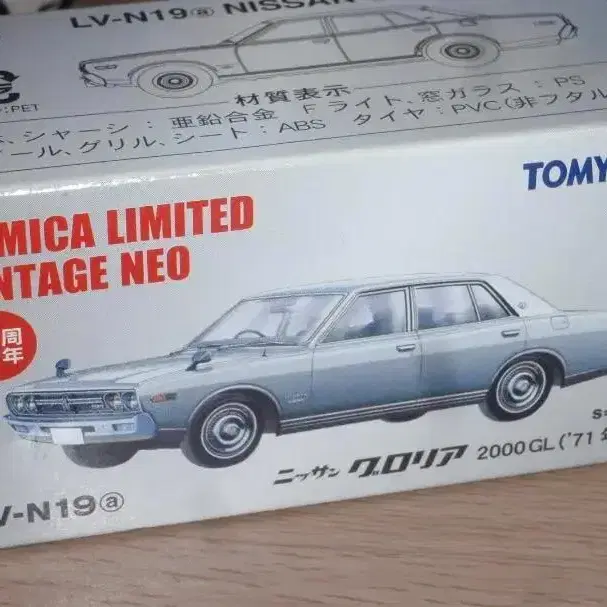 LV-N19ⓐ NISSAN
:PET
材質表示
シャーシ:亜鉛合金 Fライト、窓ガラス:PS
ール、グリル、シート:ABS タイヤ:PVC(非フタル
TOMY
MICA LIMITED
NTAGE NEO
周年
ニッサン グロリア 2000GL('71
V-N19ⓐ